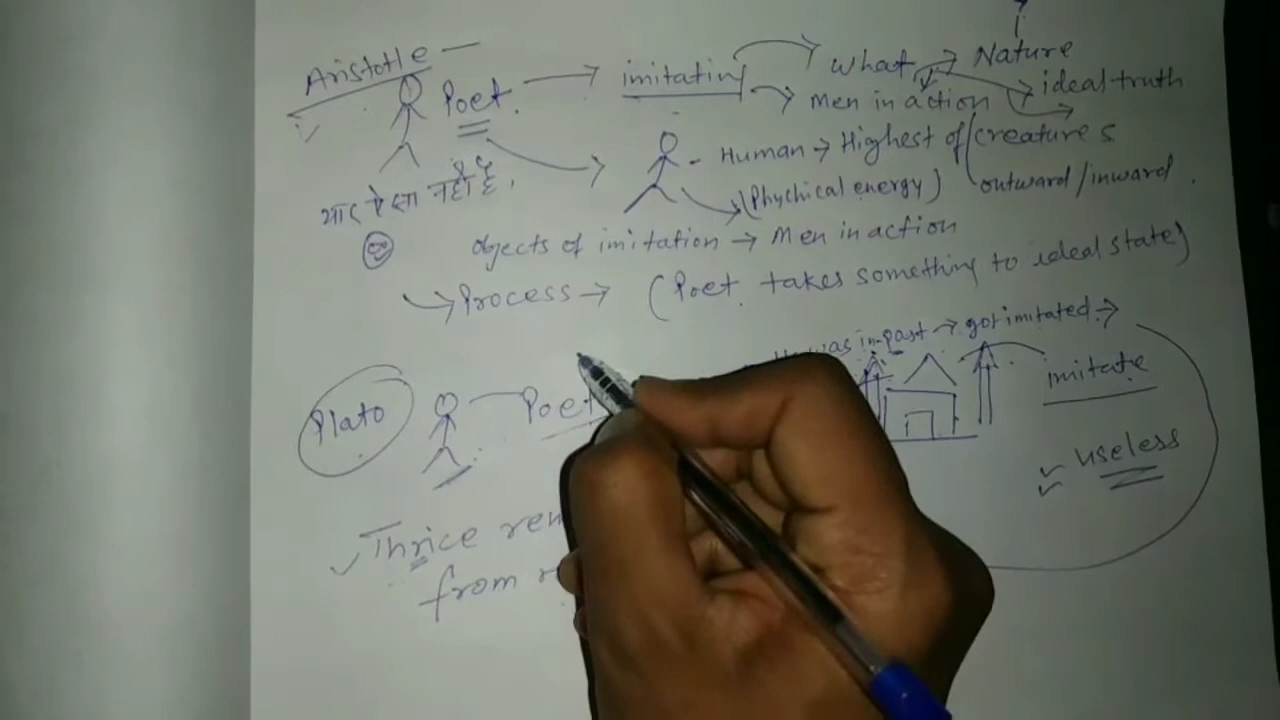 Aristotle —
Poet. → imitating → what → Nature
→ Men in action → ideal truth
Human → Highest of creatures
(Phychical energy) outward/inward.
नहीं है.
objects of imitation → Men in action
→ Process → (Poet takes something to ideal state)
was in past → got imitated →
Plato Poet imitate
useless
Thrice
from